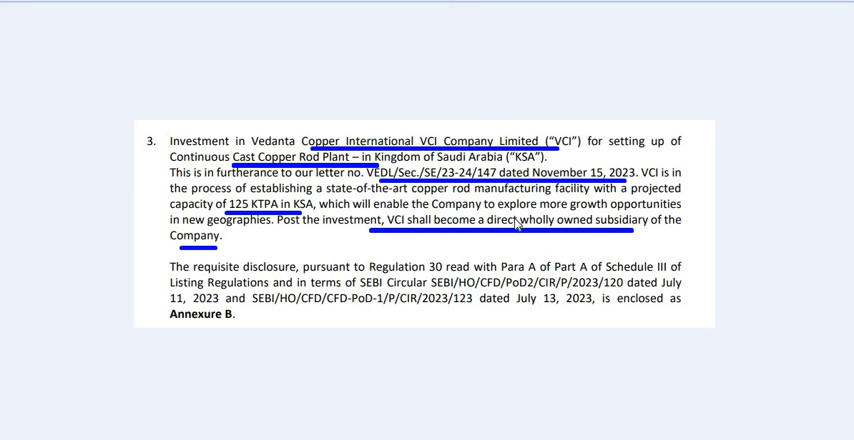 3. Investment in Vedanta Copper International VCI Company Limited (“VCI”) for setting up of
Continuous Cast Copper Rod Plant – in Kingdom of Saudi Arabia (“KSA”).
This is in furtherance to our letter no. VEDL/Sec./SE/23-24/147 dated November 15, 2023. VCI is in
the process of establishing a state-of-the-art copper rod manufacturing facility with a projected
capacity of 125 KTPA in KSA, which will enable the Company to explore more growth opportunities
in new geographies. Post the investment, VCI shall become a direct wholly owned subsidiary of the
Company.
The requisite disclosure, pursuant to Regulation 30 read with Para A of Part A of Schedule III of
Listing Regulations and in terms of SEBI Circular SEBI/HO/CFD/PoD2/CIR/P/2023/120 dated July
11, 2023 and SEBI/HO/CFD/CFD-PoD-1/P/CIR/2023/123 dated July 13, 2023, is enclosed as
Annexure B.